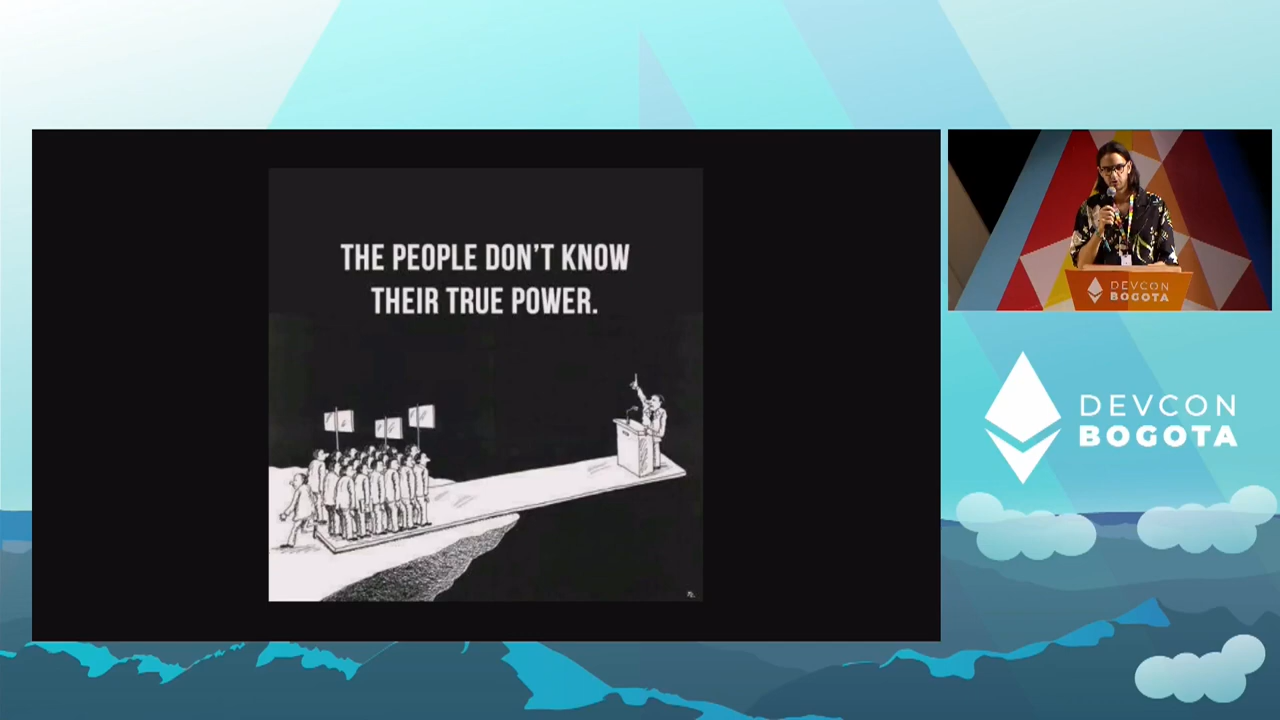 THE PEOPLE DON'T KNOW
THEIR TRUE POWER.
DEVCON
BOGOTA
DEVCON
BOGOTA